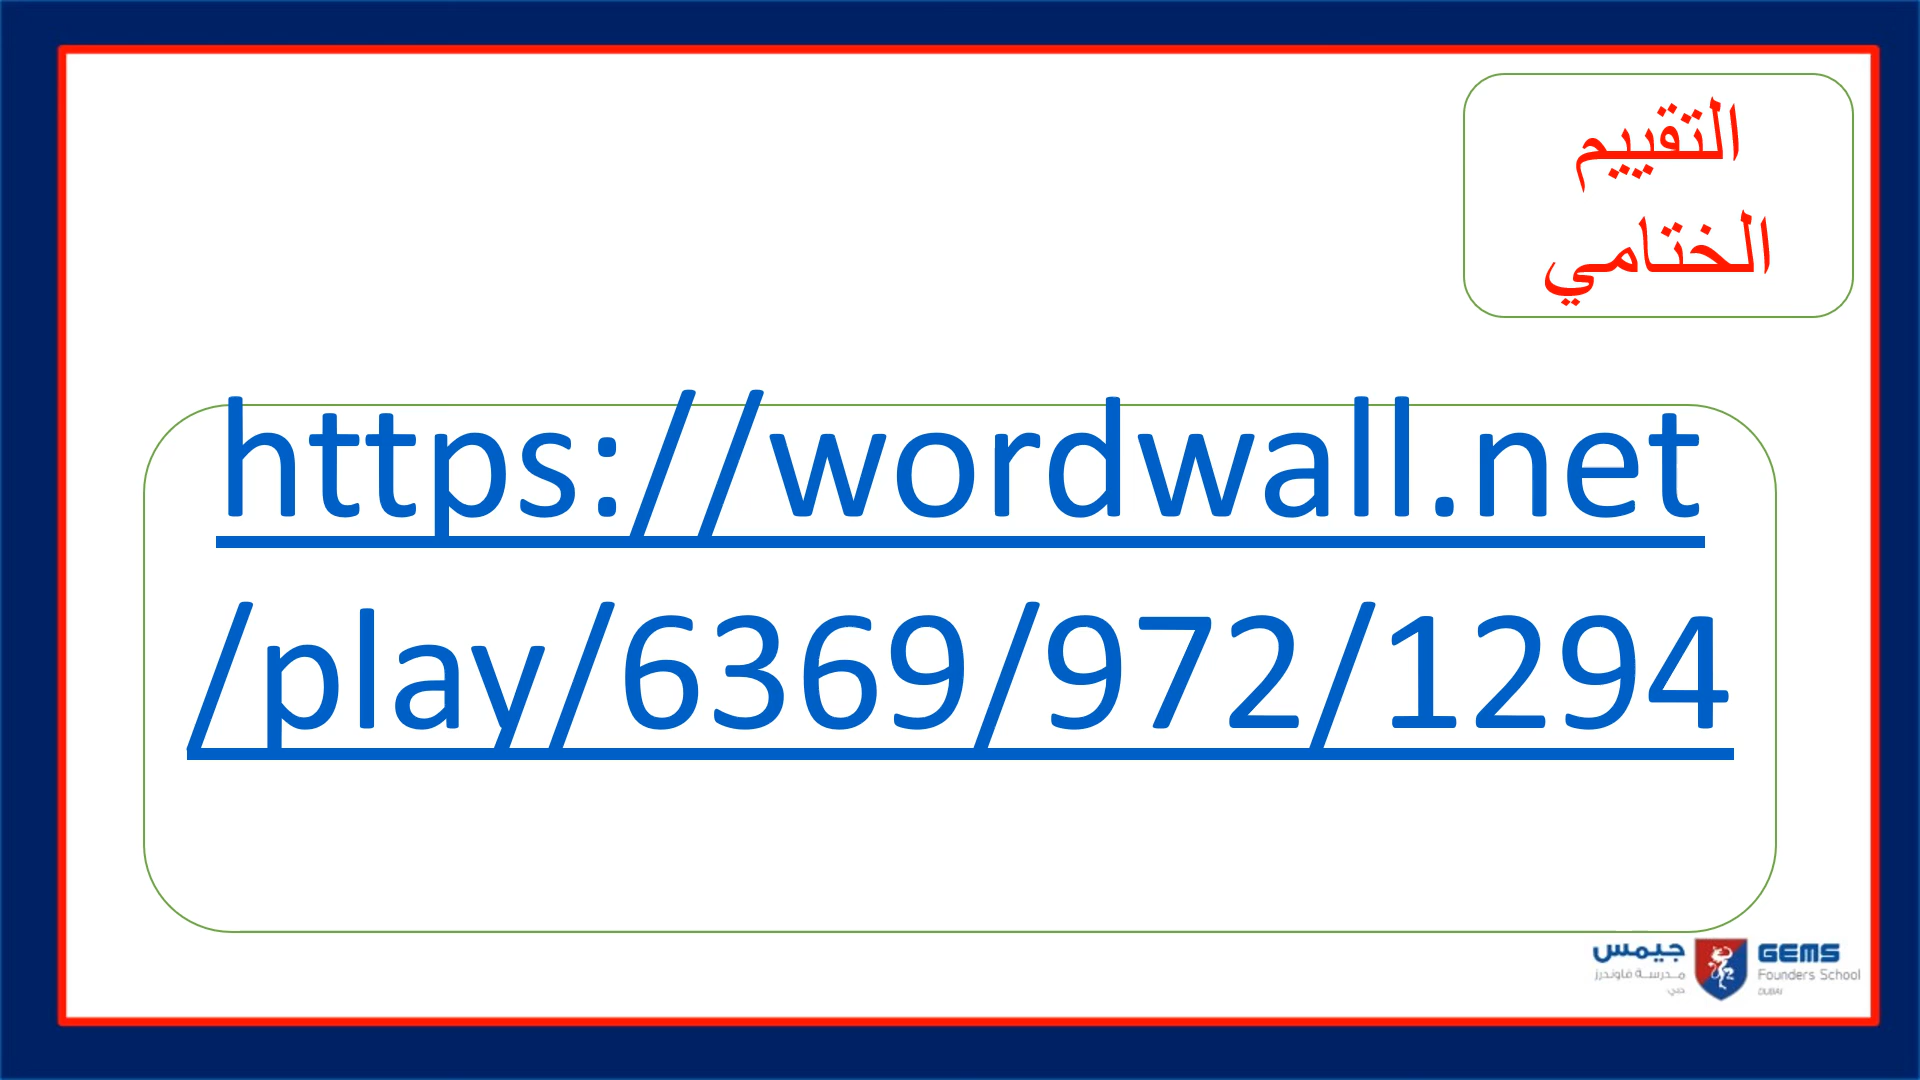 التقييم
الختامي
https://wordwall.net
/play/6369/972/1294
جيمس
مدرسة فاوندرز
دبي
GEMS
Founders School
DUBAI